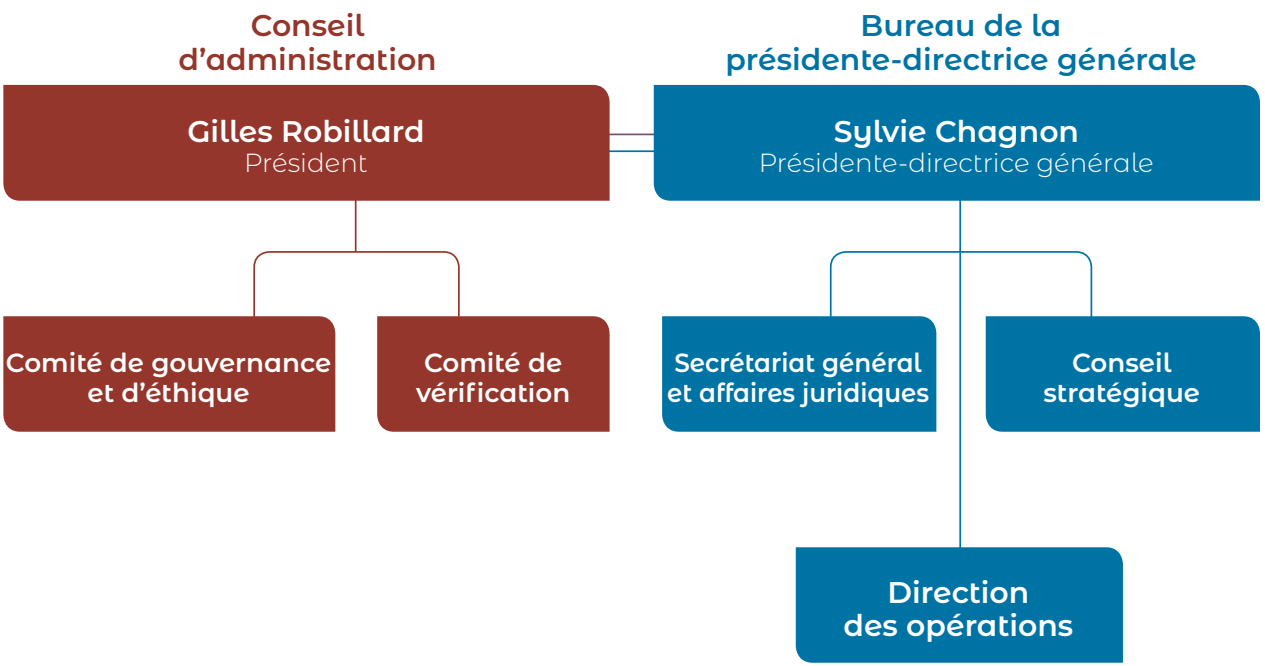 Conseil
d’administration
Gilles Robillard
Président
Comité de gouvernance
et d’éthique
Comité de
vérification
Bureau de la
présidente-directrice générale
Sylvie Chagnon
Présidente-directrice générale
Secrétariat général
et affaires juridiques
Conseil
stratégique
Direction
des opérations